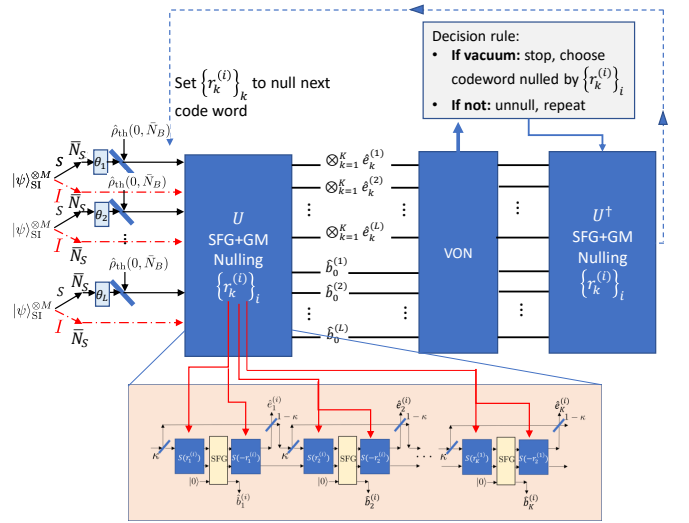 Decision rule:
• If vacuum: stop, choose
codeword nulled by {r_k^(i)}_i
• If not: unnull, repeat
Set {r_k^(i)}_k to null next
code word
ρ̂_th(0, N̄_B)
N̄_S
S
θ_1
|ψ⟩_SI^⊗M
I
N̄_S
ρ̂_th(0, N̄_B)
N̄_S
S
θ_2
|ψ⟩_SI^⊗M
I
N̄_S
⋮
ρ̂_th(0, N̄_B)
N̄_S
S
θ_L
|ψ⟩_SI^⊗M
I
N̄_S
U
SFG+GM
Nulling
{r_k^(i)}_i
⊗_{k=1}^K ê_k^(1)
⊗_{k=1}^K ê_k^(2)
⋮ ⋮
⊗_{k=1}^K ê_k^(L)
b̂_0^(1)
b̂_0^(2)
⋮ ⋮
b̂_0^(L)
VON
⋮
⋮
U†
SFG+GM
Nulling
{r_k^(i)}_i
ê_1^(i) ê_2^(i) ê_K^(i)
1 − κ 1 − κ 1 − κ
κ S(r_1^(i)) SFG S(−r_1^(i)) κ S(r_2^(i)) SFG S(−r_2^(i)) · · · κ S(r_K^(1)) SFG S(−r_2^(i))
|0⟩ |0⟩ |0⟩
b̂_1^(i) b̂_2^(i) b̂_K^(i)